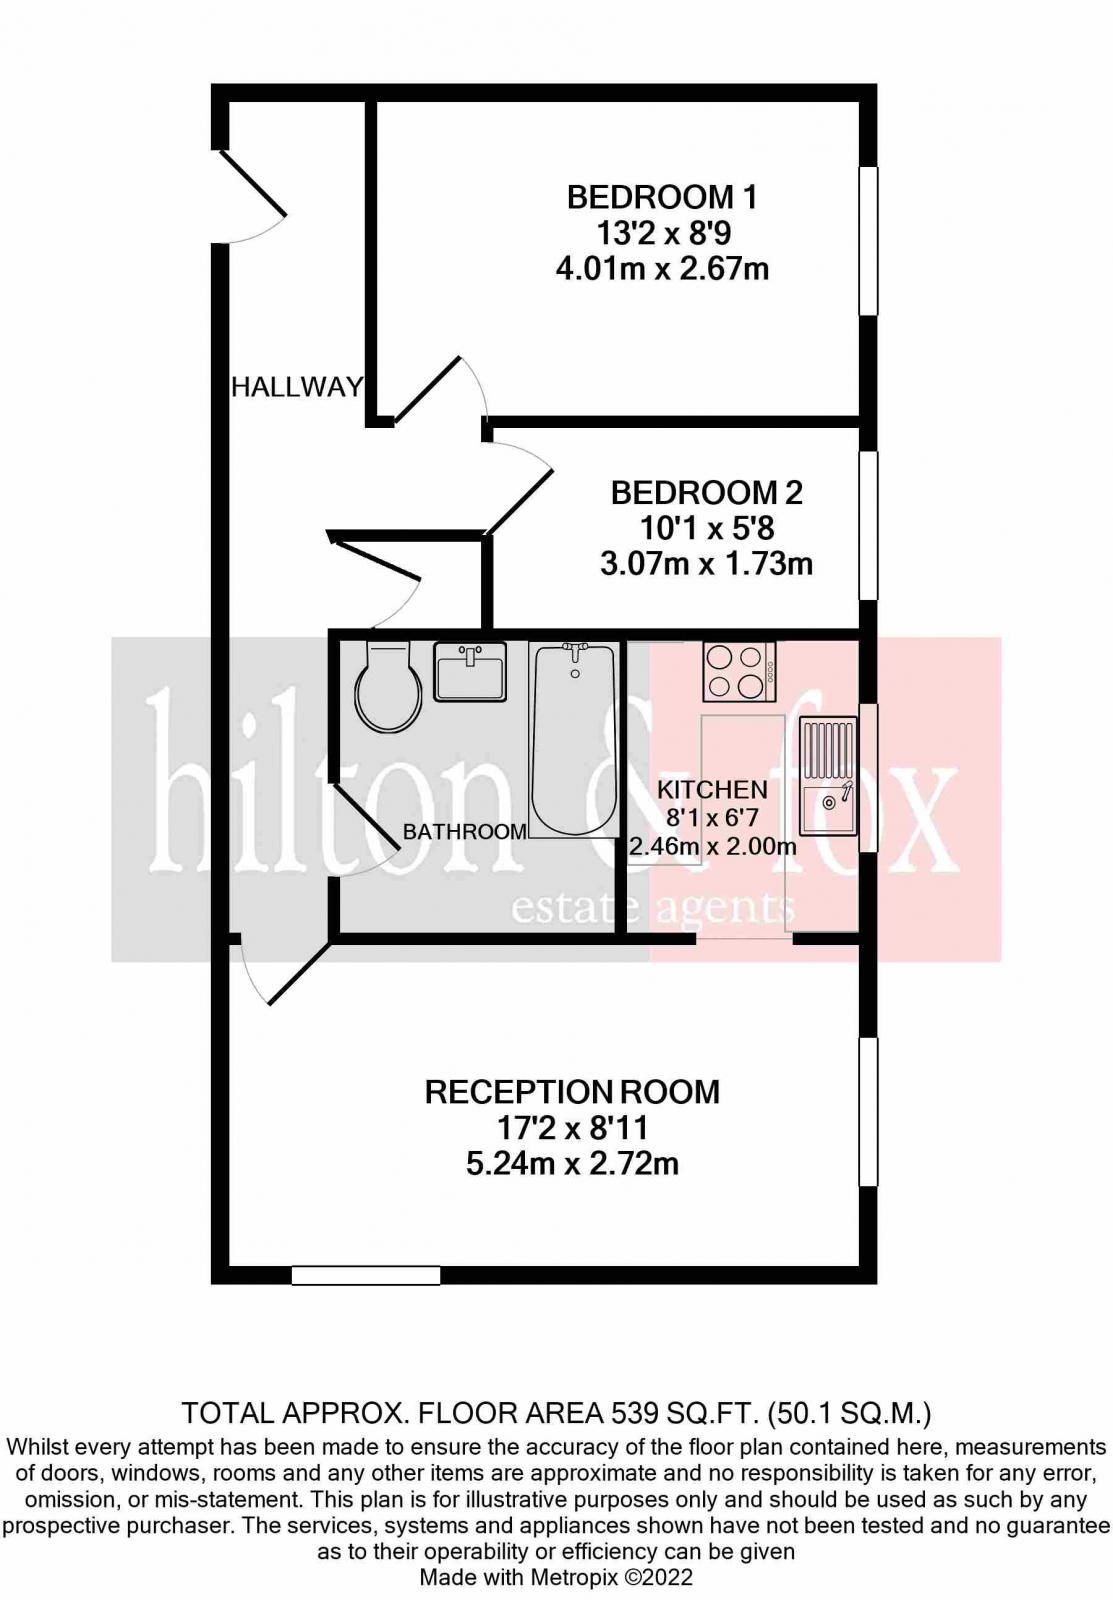 BEDROOM 1
13'2 x 8'9
4.01m x 2.67m
HALLWAY
BEDROOM 2
10'1 x 5'8
3.07m x 1.73m
hilton & fox
estate agents
KITCHEN
8'1 x 6'7
2.46m x 2.00m
BATHROOM
RECEPTION ROOM
17'2 x 8'11
5.24m x 2.72m
TOTAL APPROX. FLOOR AREA 539 SQ.FT. (50.1 SQ.M.)
Whilst every attempt has been made to ensure the accuracy of the floor plan contained here, measurements
of doors, windows, rooms and any other items are approximate and no responsibility is taken for any error,
omission, or mis-statement. This plan is for illustrative purposes only and should be used as such by any
prospective purchaser. The services, systems and appliances shown have not been tested and no guarantee
as to their operability or efficiency can be given
Made with Metropix ©2022